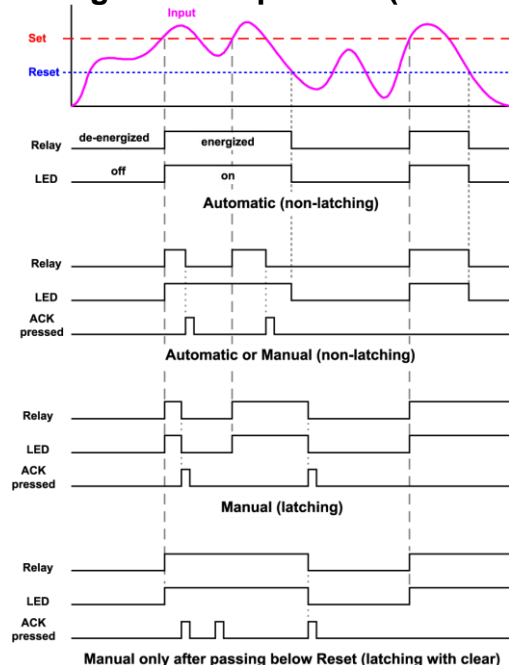 Input
Set
Reset
de-energized energized
Relay
off on
LED
Automatic (non-latching)
Relay
LED
ACK
pressed
Automatic or Manual (non-latching)
Relay
LED
ACK
pressed
Manual (latching)
Relay
LED
ACK
pressed
Manual only after passing below Reset (latching with clear)